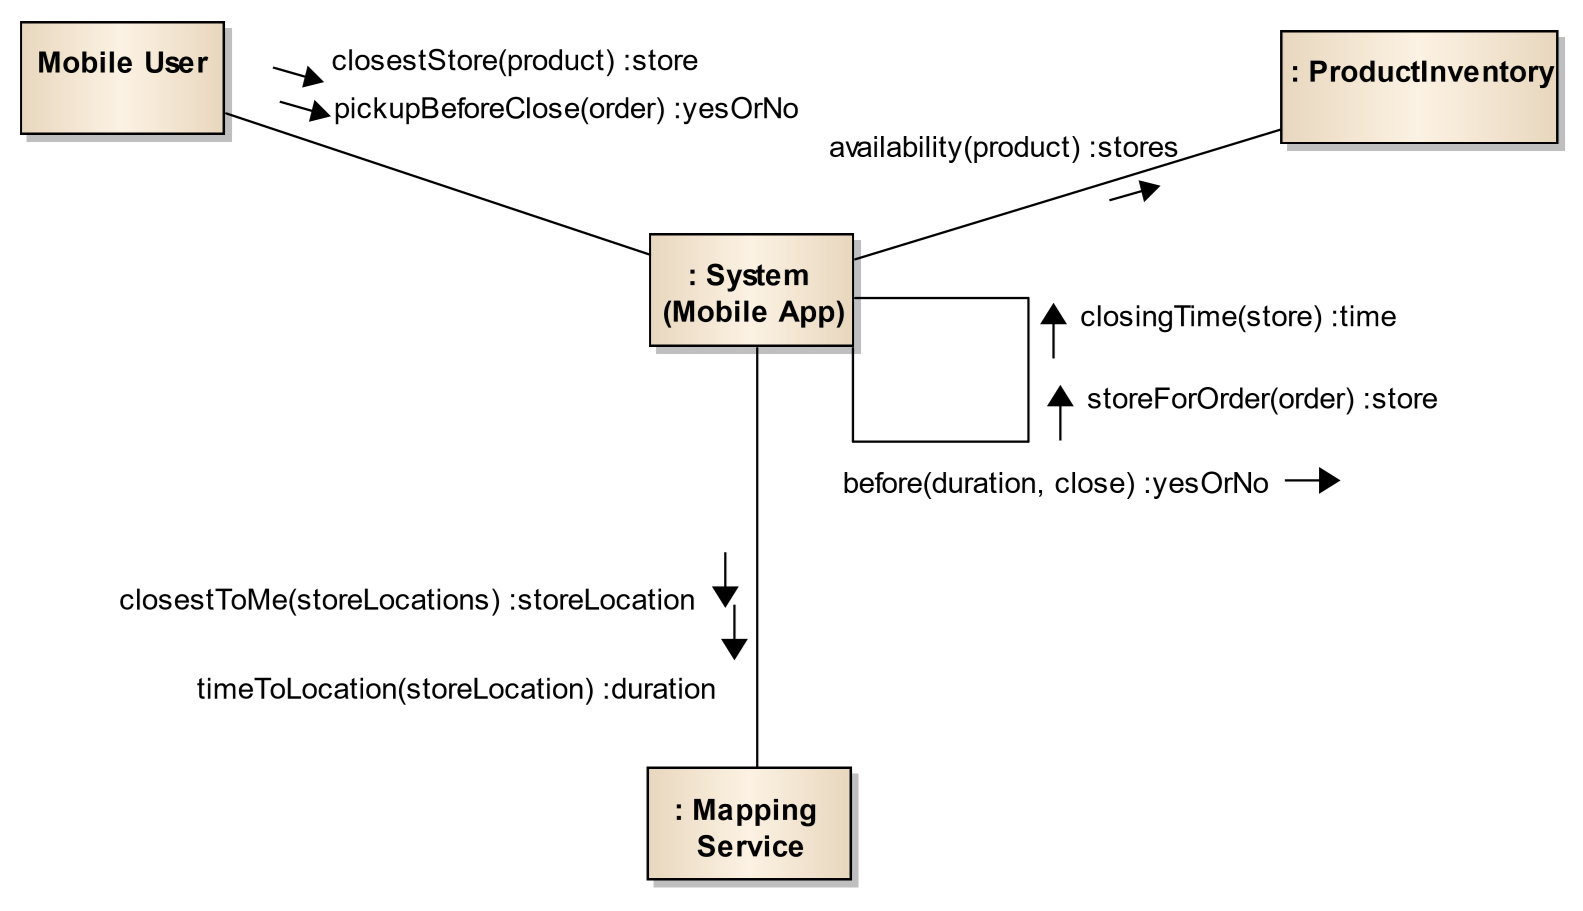 Mobile User
closestStore(product) :store
pickupBeforeClose(order) :yesOrNo
: ProductInventory
availability(product) :stores
: System
(Mobile App)
closingTime(store) :time
storeForOrder(order) :store
before(duration, close) :yesOrNo
closestToMe(storeLocations) :storeLocation
timeToLocation(storeLocation) :duration
: Mapping
Service